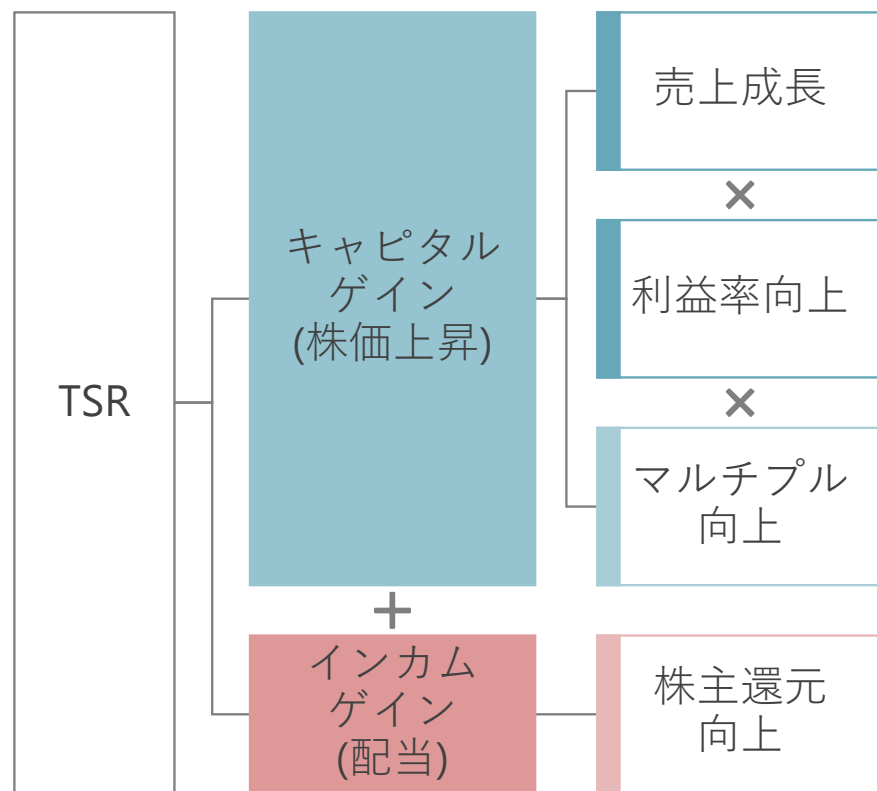 TSR
キャピタル
ゲイン
(株価上昇)
売上成長
×
利益率向上
×
マルチプル
向上
+
インカム
ゲイン
(配当)
株主還元
向上